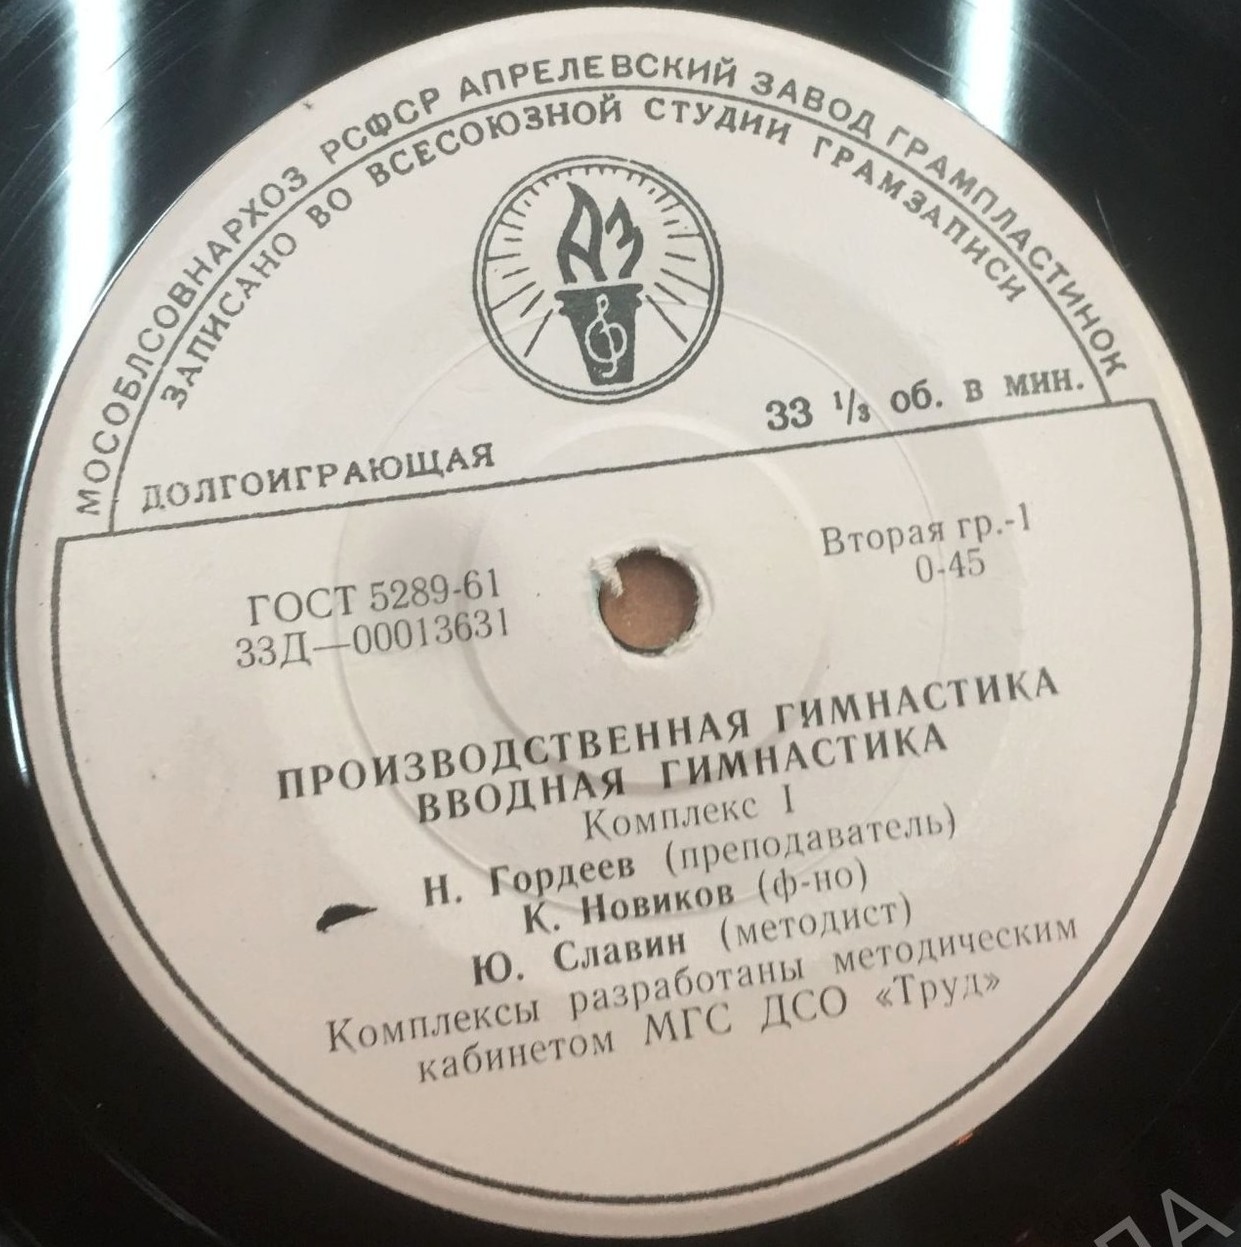 МОСОБЛСОВНАРХОЗ РСФСР АПРЕЛЕВСКИЙ ЗАВОД ГРАМПЛАСТИНОК
ЗАПИСАНО ВО ВСЕСОЮЗНОЙ СТУДИИ ГРАМЗАПИСИ
АЗ
ДОЛГОИГРАЮЩАЯ
33 1/3 об. в мин.
ГОСТ 5289-61
33Д—00013631
Вторая гр.-1
0-45
ПРОИЗВОДСТВЕННАЯ ГИМНАСТИКА
ВВОДНАЯ ГИМНАСТИКА
Комплекс I
Н. Гордеев (преподаватель)
К. Новиков (ф-но)
Ю. Славин (методист)
Комплексы разработаны методическим
кабинетом МГС ДСО «Труд»